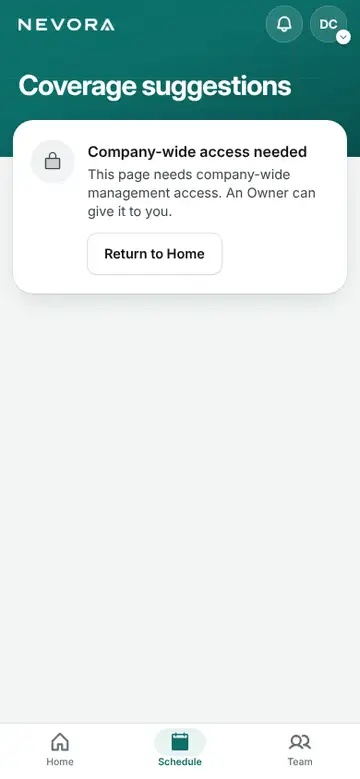 NEVORA
DC
Coverage suggestions
Company-wide access needed
This page needs company-wide
management access. An Owner can
give it to you.
Return to Home
Home
Schedule
Team